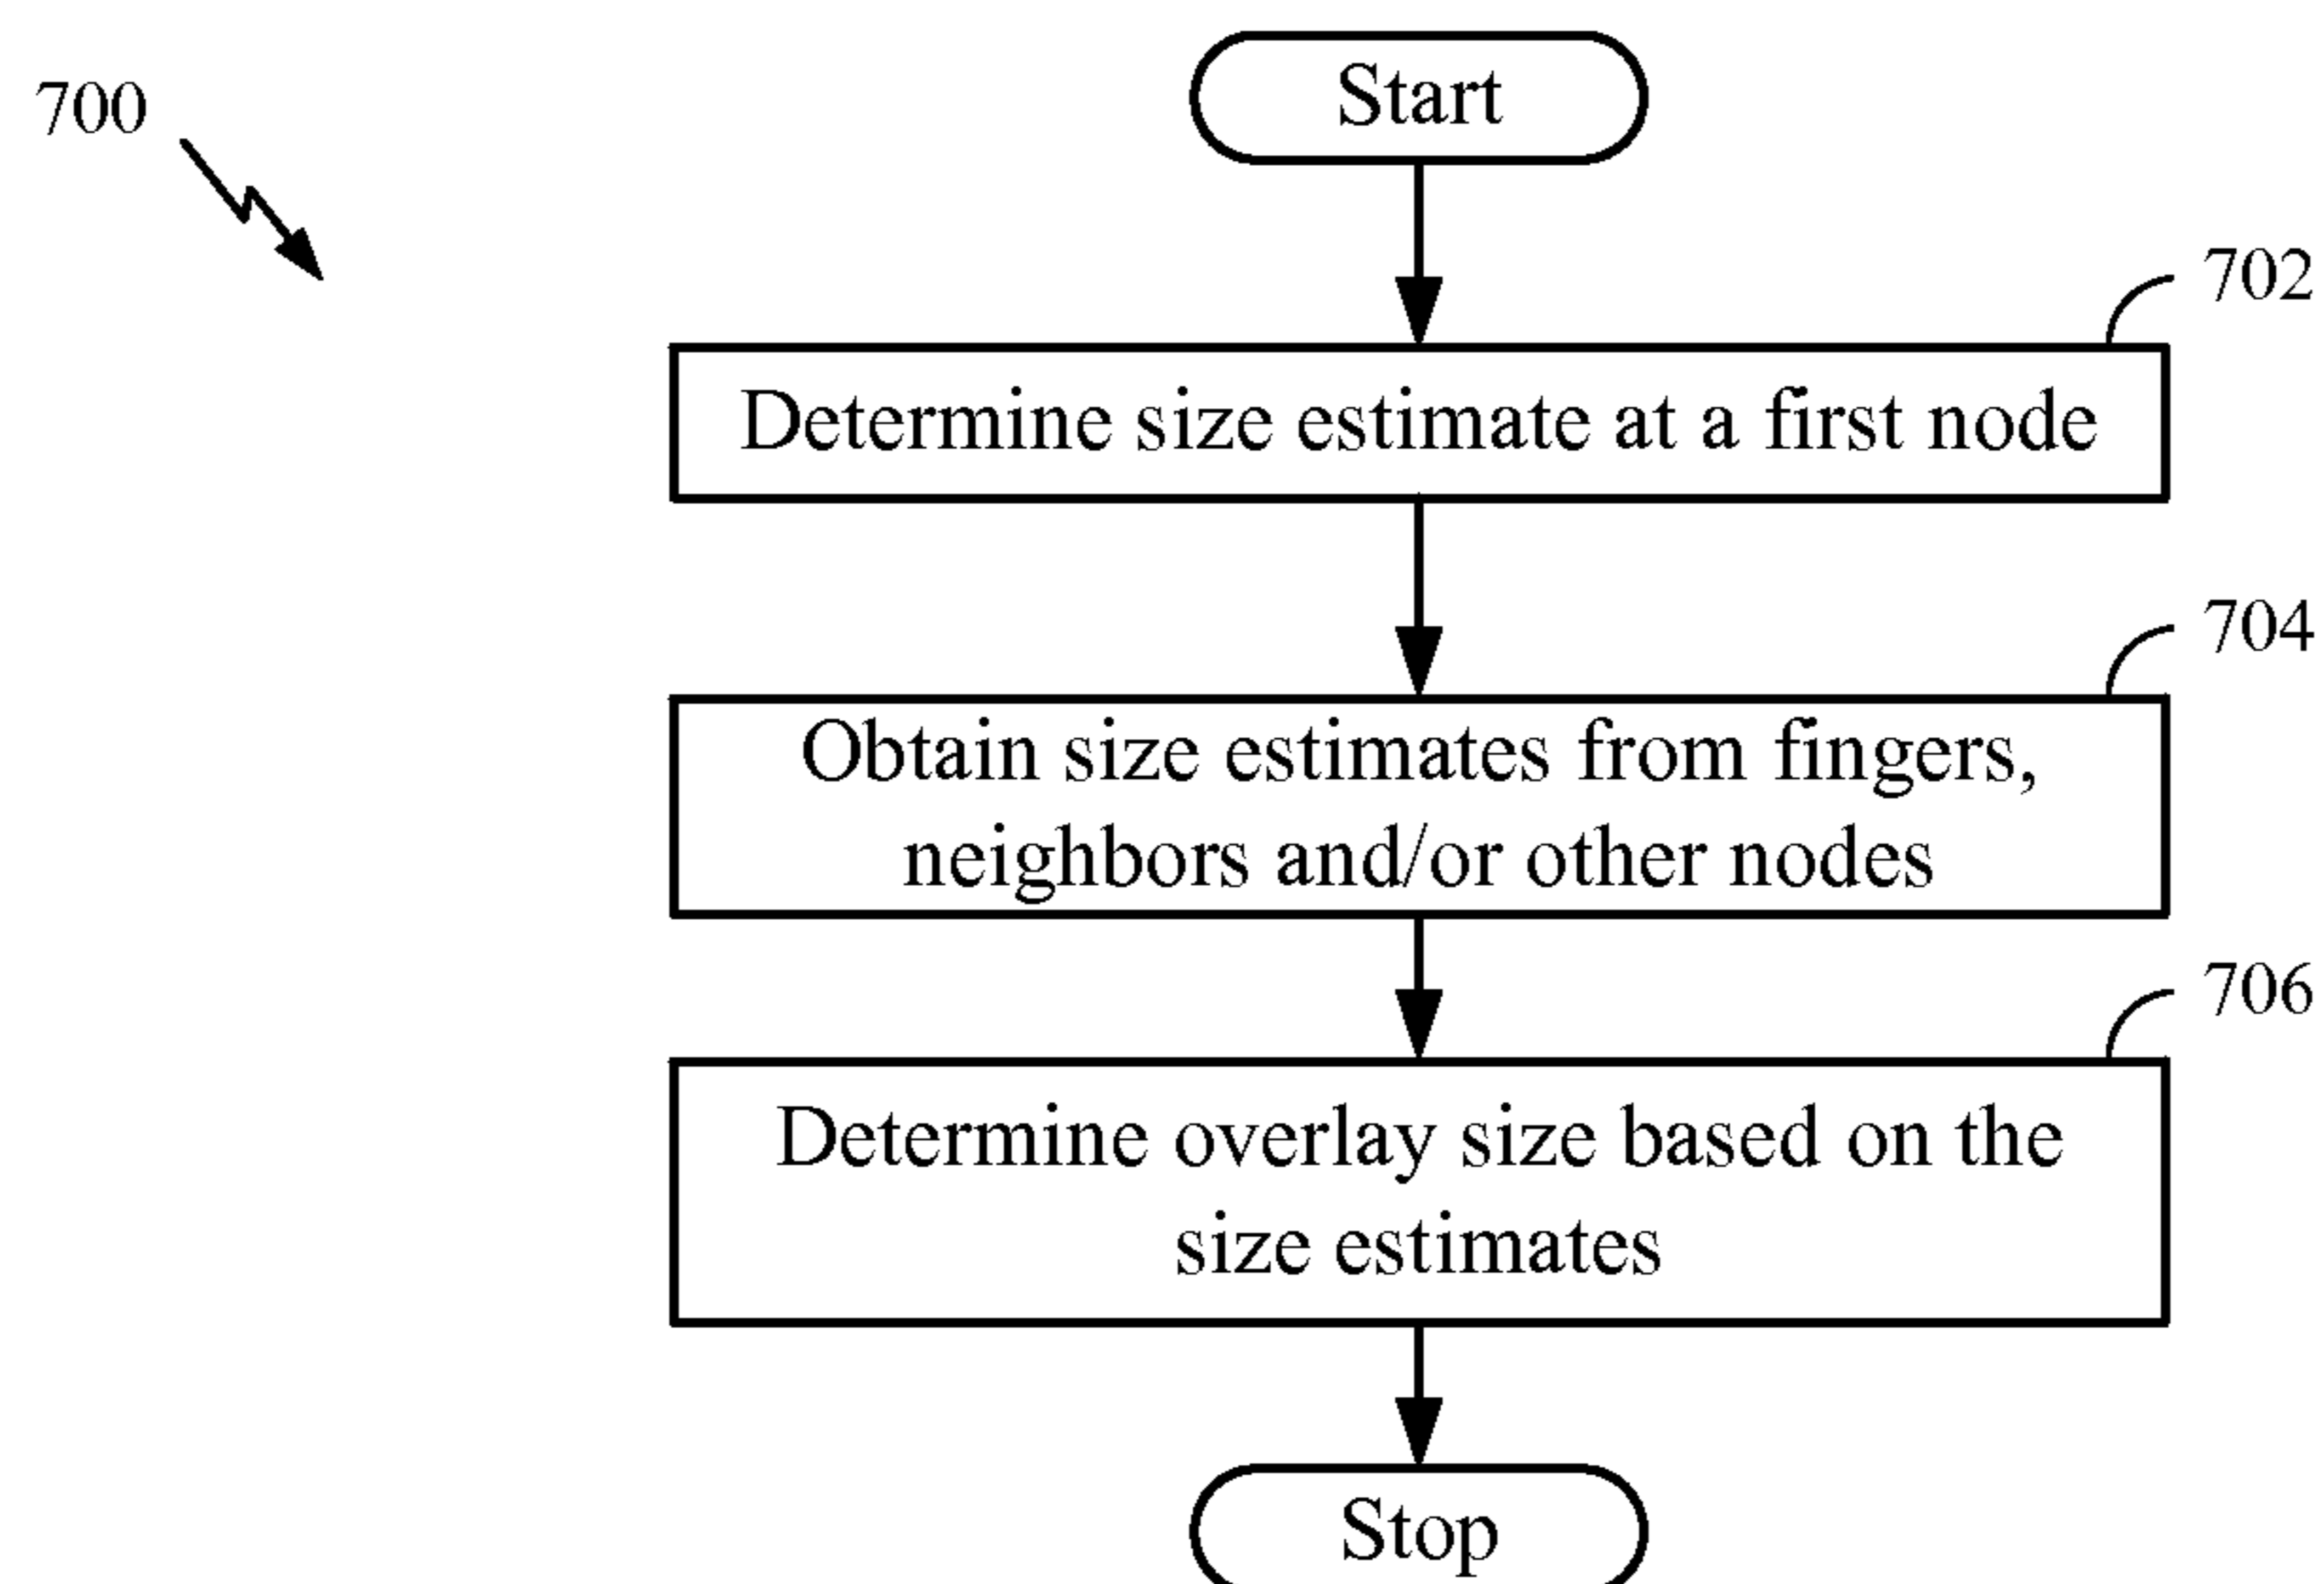 700
Start
702
Determine size estimate at a first node
704
Obtain size estimates from fingers,
neighbors and/or other nodes
706
Determine overlay size based on the
size estimates
Stop